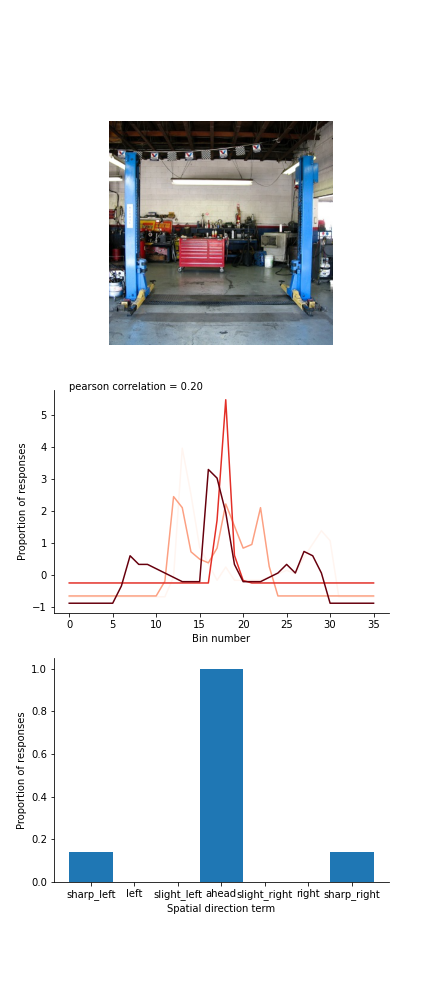 pearson correlation = 0.20
Proportion of responses
5
4
3
2
1
0
−1
0 5 10 15 20 25 30 35
Bin number
Proportion of responses
1.0
0.8
0.6
0.4
0.2
0.0
sharp_left left slight_left ahead slight_right right sharp_right
Spatial direction term